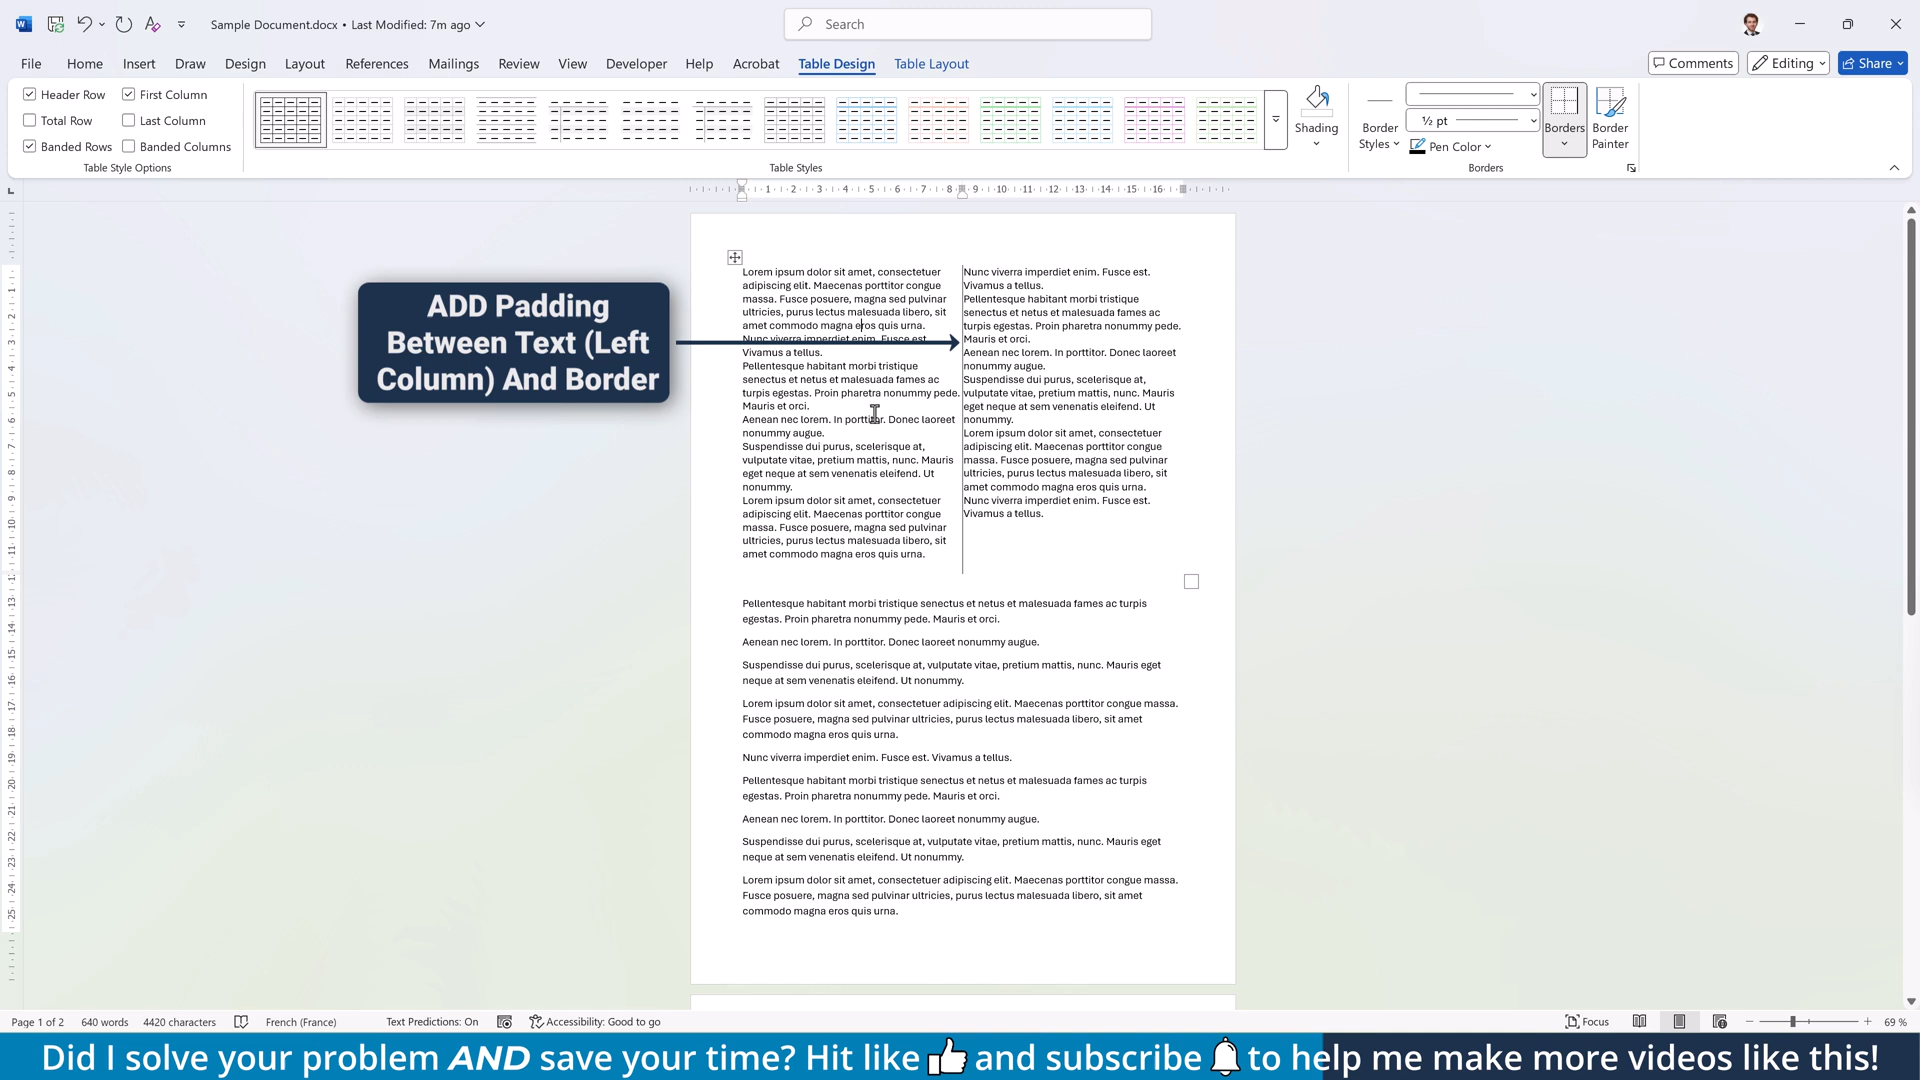 Sample Document.docx • Last Modified: 7m ago
Search
File Home Insert Draw Design Layout References Mailings Review View Developer Help Acrobat Table Design Table Layout
Comments Editing Share
Header Row First Column
Total Row Last Column
Banded Rows Banded Columns
Table Style Options
Table Styles
Shading
Border Styles
½ pt
Pen Color
Borders
Border Painter
Borders
1 2 3 4 5 6 7 8 9 10 11 12 13 14 15 16
ADD Padding
Between Text (Left
Column) And Border
Lorem ipsum dolor sit amet, consectetuer
adipiscing elit. Maecenas porttitor congue
massa. Fusce posuere, magna sed pulvinar
ultricies, purus lectus malesuada libero, sit
amet commodo magna eros quis urna.
Nunc viverra imperdiet enim. Fusce est.
Vivamus a tellus.
Pellentesque habitant morbi tristique
senectus et netus et malesuada fames ac
turpis egestas. Proin pharetra nonummy pede.
Mauris et orci.
Aenean nec lorem. In porttitor. Donec laoreet
nonummy augue.
Suspendisse dui purus, scelerisque at,
vulputate vitae, pretium mattis, nunc. Mauris
eget neque at sem venenatis eleifend. Ut
nonummy.
Lorem ipsum dolor sit amet, consectetuer
adipiscing elit. Maecenas porttitor congue
massa. Fusce posuere, magna sed pulvinar
ultricies, purus lectus malesuada libero, sit
amet commodo magna eros quis urna.
Nunc viverra imperdiet enim. Fusce est.
Vivamus a tellus.
Pellentesque habitant morbi tristique
senectus et netus et malesuada fames ac
turpis egestas. Proin pharetra nonummy pede.
Mauris et orci.
Aenean nec lorem. In porttitor. Donec laoreet
nonummy augue.
Suspendisse dui purus, scelerisque at,
vulputate vitae, pretium mattis, nunc. Mauris
eget neque at sem venenatis eleifend. Ut
nonummy.
Lorem ipsum dolor sit amet, consectetuer
adipiscing elit. Maecenas porttitor congue
massa. Fusce posuere, magna sed pulvinar
ultricies, purus lectus malesuada libero, sit
amet commodo magna eros quis urna.
Nunc viverra imperdiet enim. Fusce est.
Vivamus a tellus.
Pellentesque habitant morbi tristique senectus et netus et malesuada fames ac turpis
egestas. Proin pharetra nonummy pede. Mauris et orci.
Aenean nec lorem. In porttitor. Donec laoreet nonummy augue.
Suspendisse dui purus, scelerisque at, vulputate vitae, pretium mattis, nunc. Mauris eget
neque at sem venenatis eleifend. Ut nonummy.
Lorem ipsum dolor sit amet, consectetuer adipiscing elit. Maecenas porttitor congue massa.
Fusce posuere, magna sed pulvinar ultricies, purus lectus malesuada libero, sit amet
commodo magna eros quis urna.
Nunc viverra imperdiet enim. Fusce est. Vivamus a tellus.
Pellentesque habitant morbi tristique senectus et netus et malesuada fames ac turpis
egestas. Proin pharetra nonummy pede. Mauris et orci.
Aenean nec lorem. In porttitor. Donec laoreet nonummy augue.
Suspendisse dui purus, scelerisque at, vulputate vitae, pretium mattis, nunc. Mauris eget
neque at sem venenatis eleifend. Ut nonummy.
Lorem ipsum dolor sit amet, consectetuer adipiscing elit. Maecenas porttitor congue massa.
Fusce posuere, magna sed pulvinar ultricies, purus lectus malesuada libero, sit amet
commodo magna eros quis urna.
Page 1 of 2 640 words 4420 characters French (France) Text Predictions: On Accessibility: Good to go Focus 69 %
Did I solve your problem AND save your time? Hit like and subscribe to help me make more videos like this!